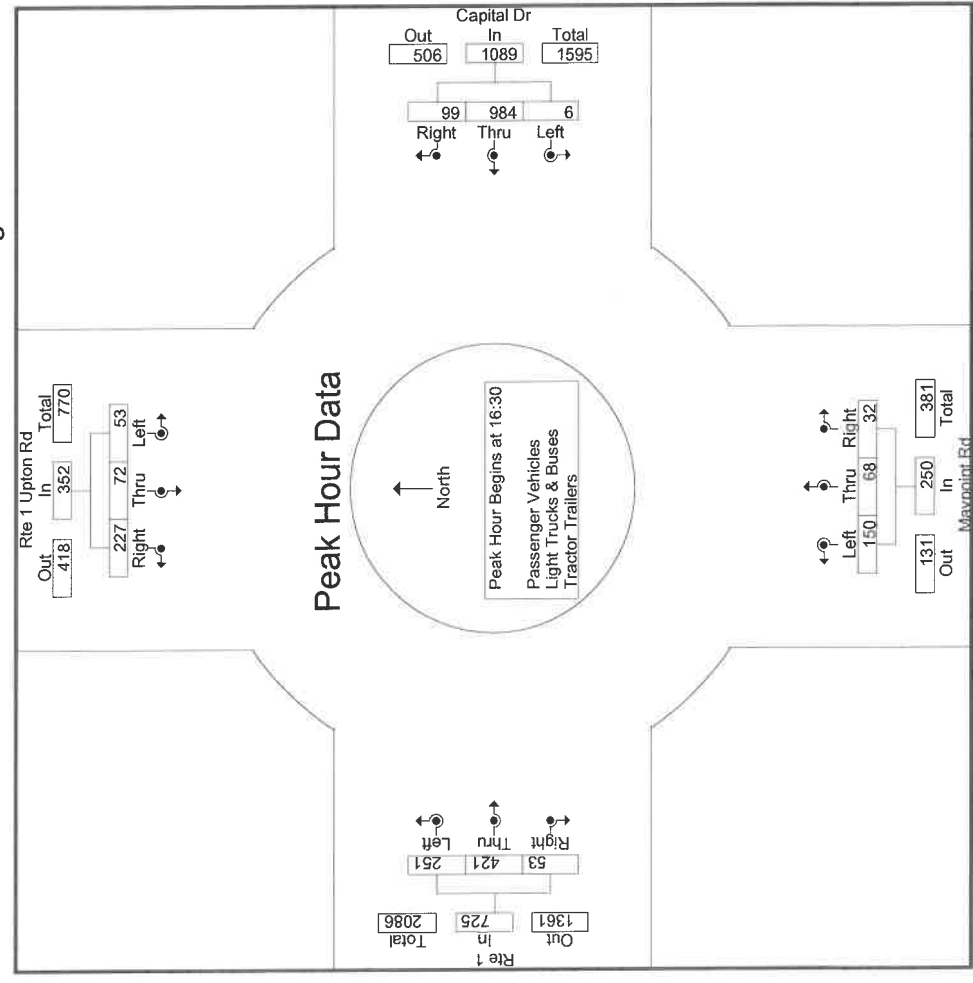 Rte 1 Upton Rd
Out In Total
418 352 770
227 72 53
Right Thru Left
Capital Dr
Out In Total
506 1089 1595
99 984 6
Right Thru Left
Peak Hour Data
North
Peak Hour Begins at 16:30
Passenger Vehicles
Light Trucks & Buses
Tractor Trailers
Rte 1
Out In Total
1361 725 2086
53 421 251
Right Thru Left
Left Thru Right
150 68 32
131 250 381
Out In Total
Maypoint Rd